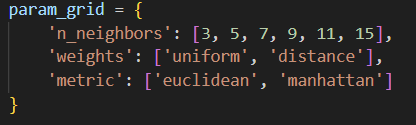 param_grid = {
    'n_neighbors': [3, 5, 7, 9, 11, 15],
    'weights': ['uniform', 'distance'],
    'metric': ['euclidean', 'manhattan']
}